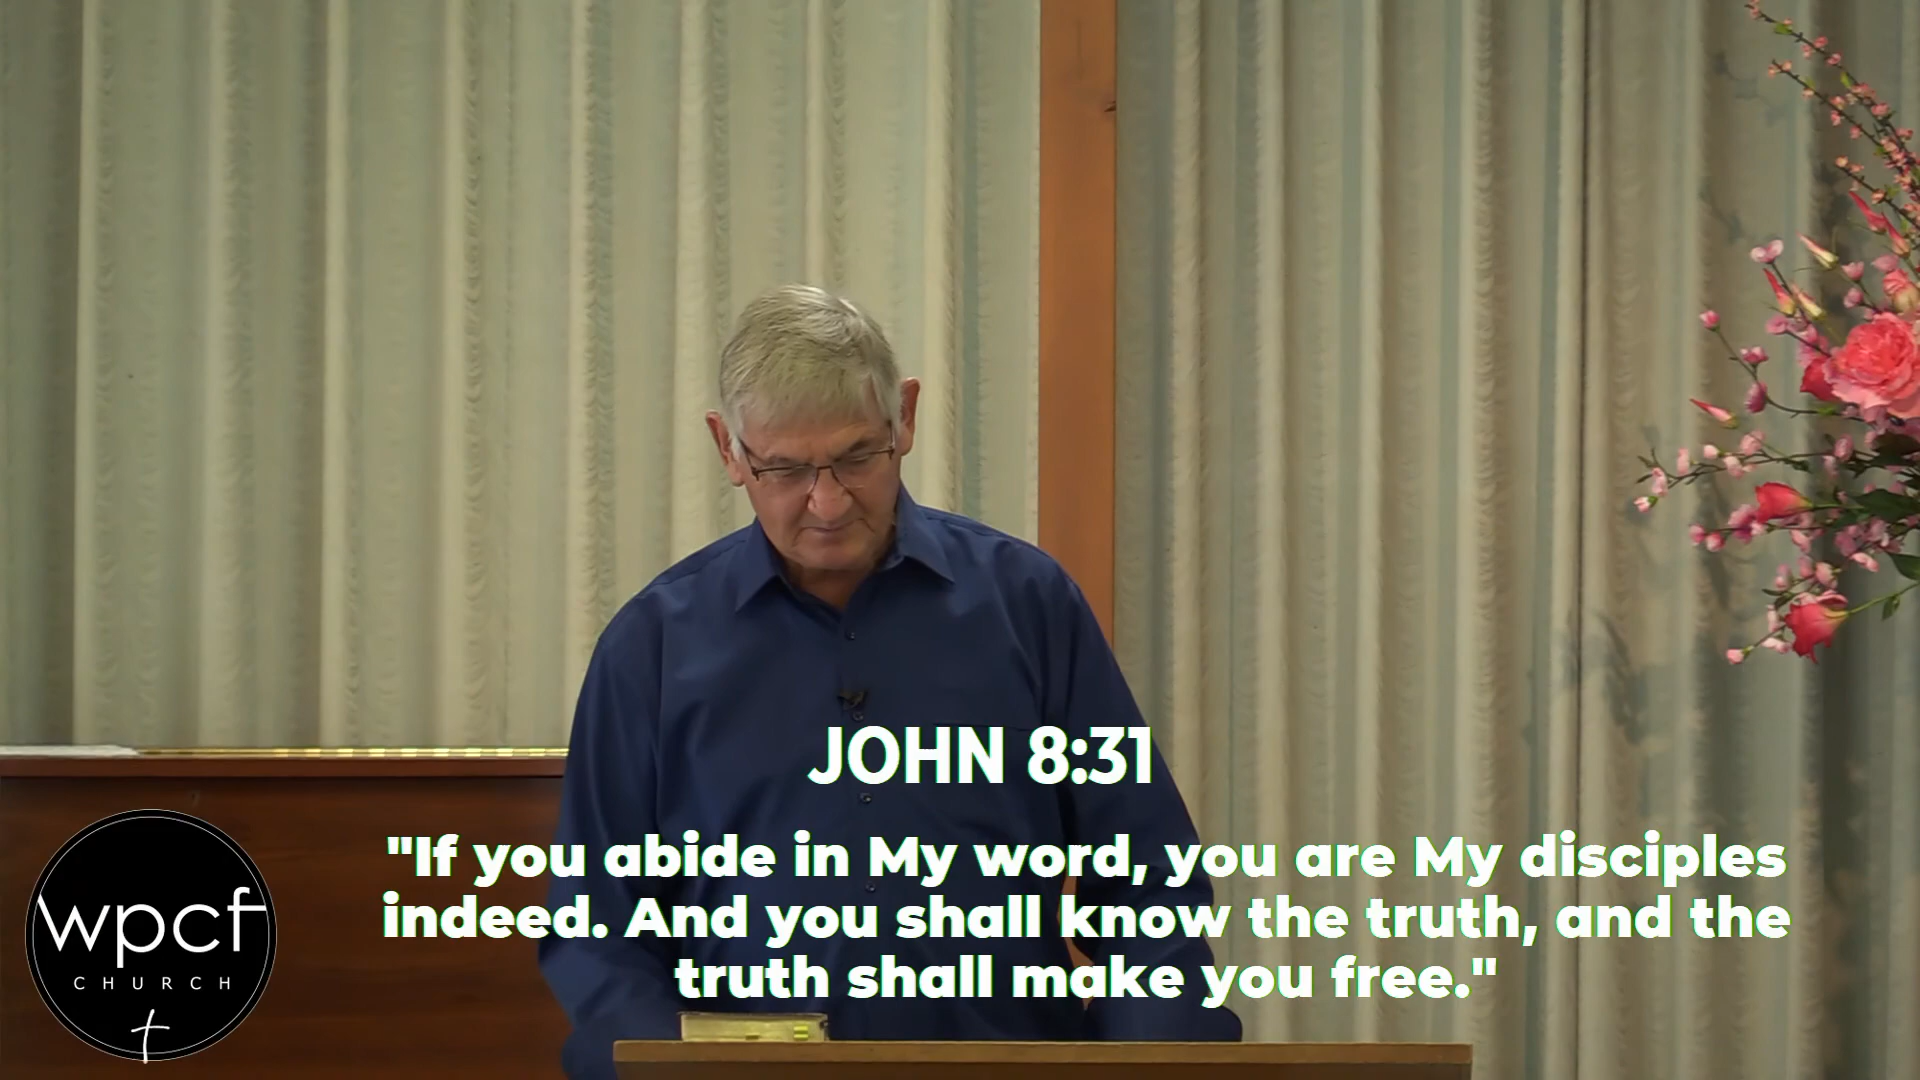 JOHN 8:31
"If you abide in My word, you are My disciples
indeed. And you shall know the truth, and the
truth shall make you free."
wpcf
CHURCH